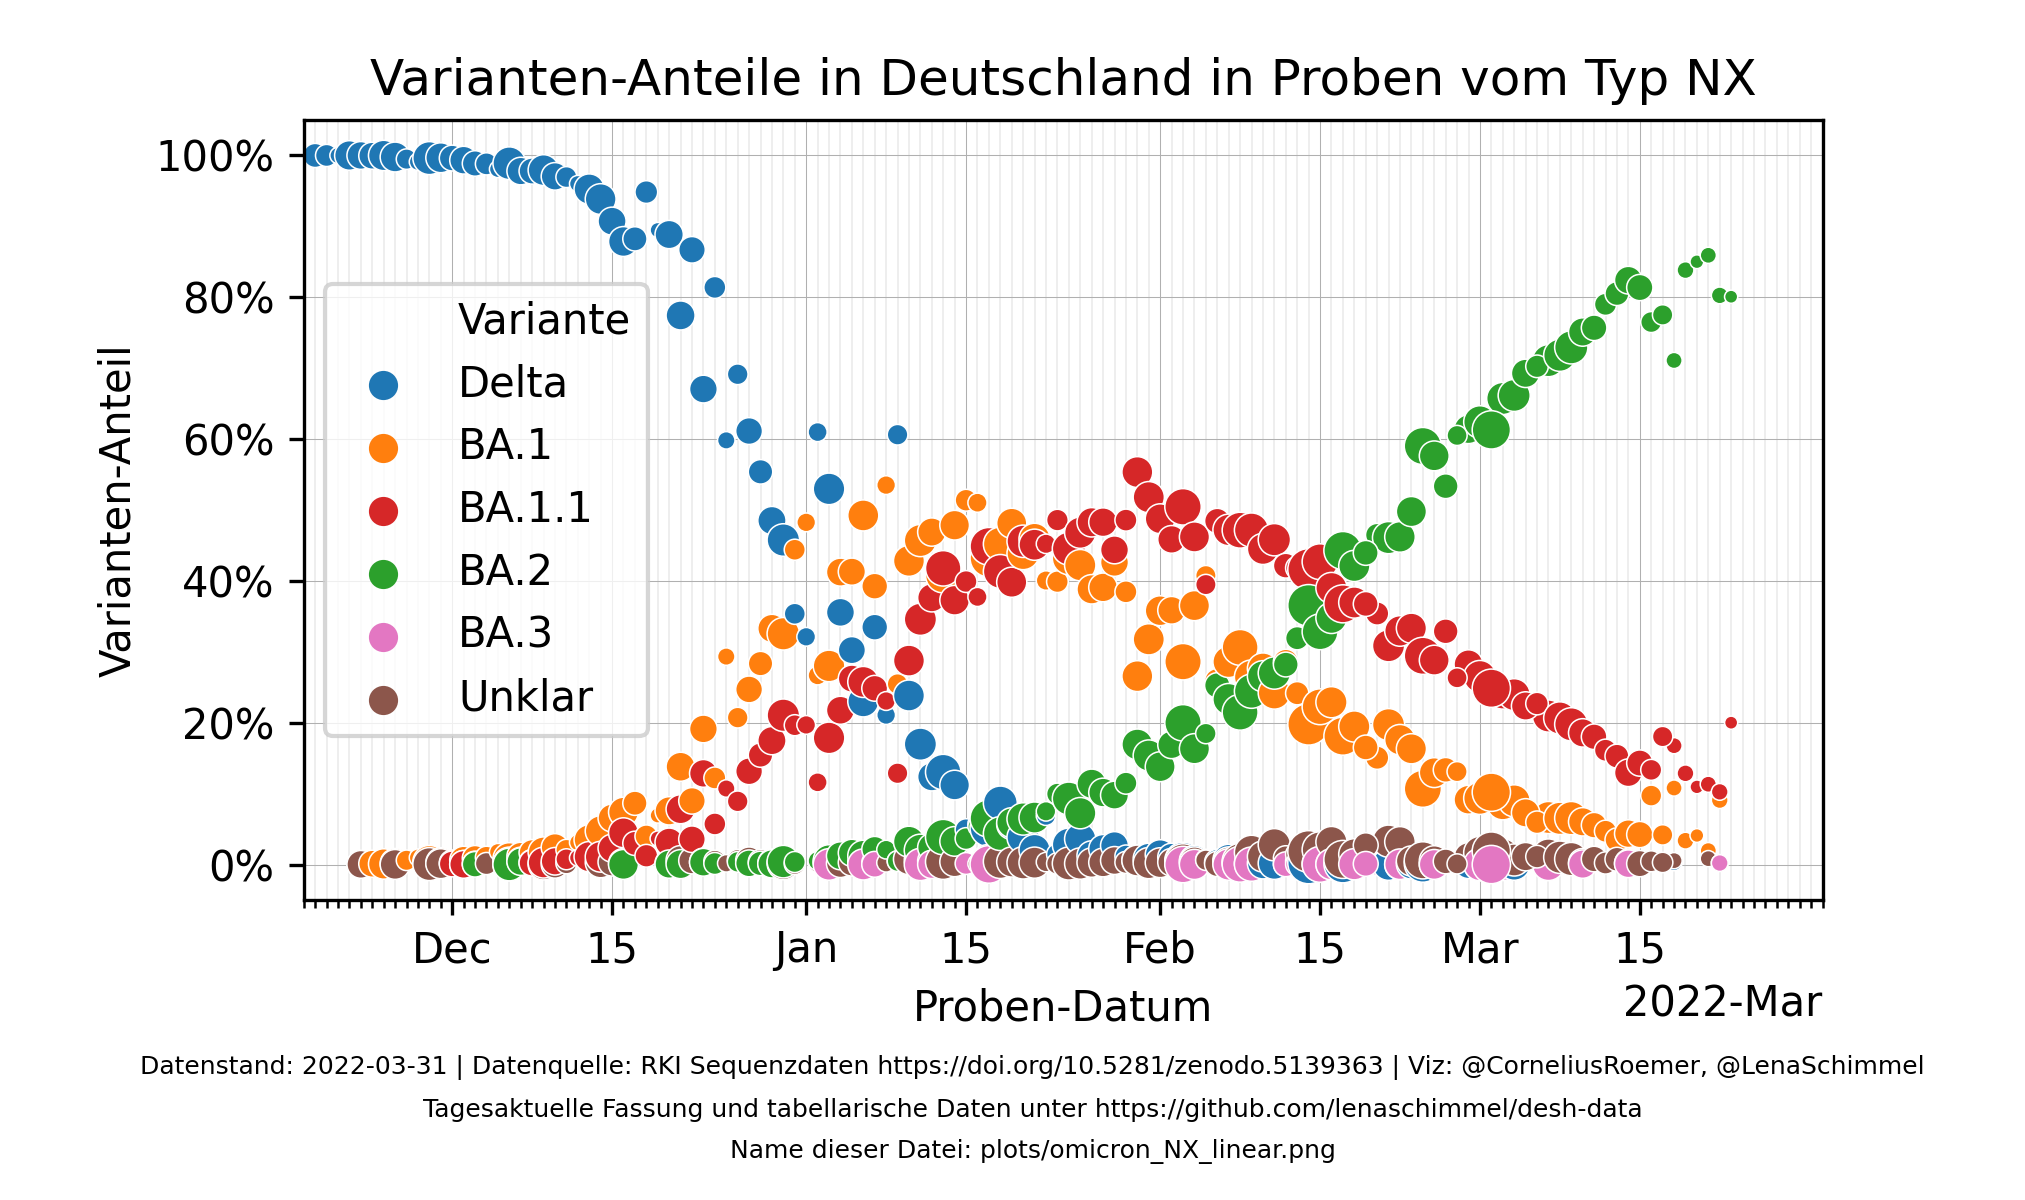 Varianten-Anteile in Deutschland in Proben vom Typ NX
Varianten-Anteil
100%
80%
60%
40%
20%
0%
Variante
Delta
BA.1
BA.1.1
BA.2
BA.3
Unklar
Dec 15 Jan 15 Feb 15 Mar 15
Proben-Datum
2022-Mar
Datenstand: 2022-03-31 | Datenquelle: RKI Sequenzdaten https://doi.org/10.5281/zenodo.5139363 | Viz: @CorneliusRoemer, @LenaSchimmel
Tagesaktuelle Fassung und tabellarische Daten unter https://github.com/lenaschimmel/desh-data
Name dieser Datei: plots/omicron_NX_linear.png